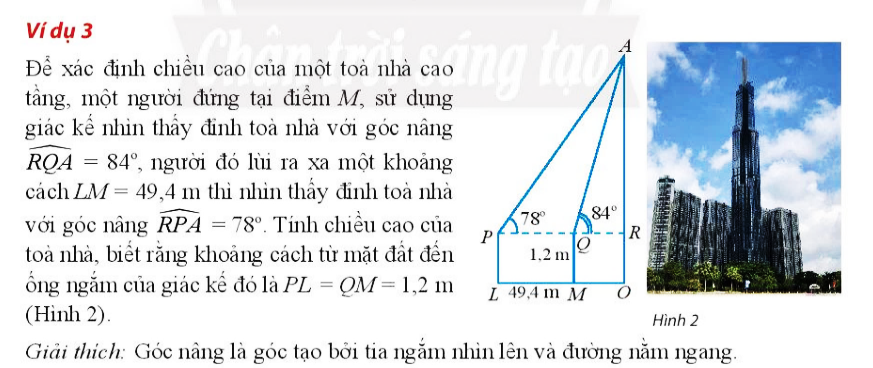 Chân trời sáng tạo
Ví dụ 3
Để xác định chiều cao của một toà nhà cao
tầng, một người đứng tại điểm M, sử dụng
giác kế nhìn thấy đỉnh toà nhà với góc nâng
RQA = 84°, người đó lùi ra xa một khoảng
cách LM = 49,4 m thì nhìn thấy đỉnh toà nhà
với góc nâng RPA = 78°. Tính chiều cao của
toà nhà, biết rằng khoảng cách từ mặt đất đến
ống ngắm của giác kế đó là PL = QM = 1,2 m
(Hình 2).
A
78°
84°
P
Q
R
1,2 m
L
49,4 m
M
O
Hình 2
Giải thích: Góc nâng là góc tạo bởi tia ngắm nhìn lên và đường nằm ngang.